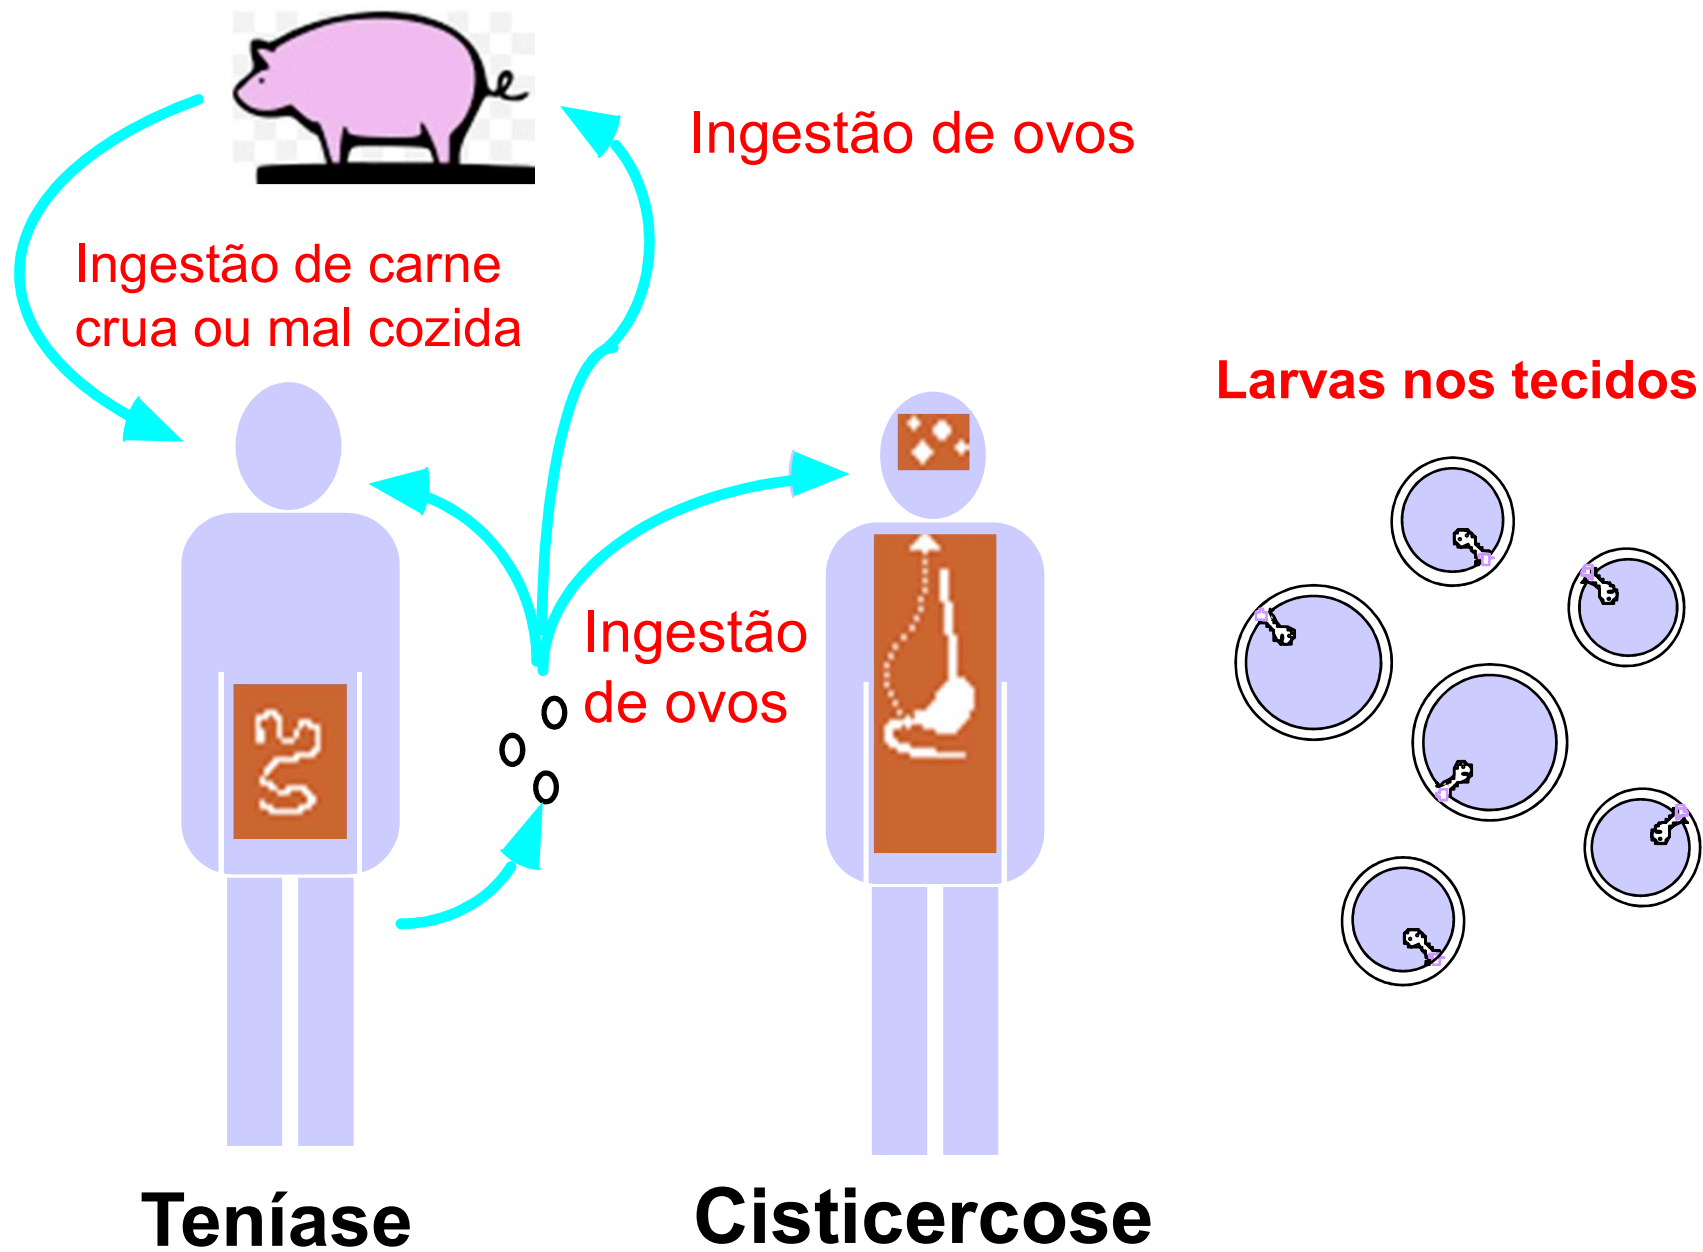 Ingestão de ovos
Ingestão de carne
crua ou mal cozida
Larvas nos tecidos
Ingestão
de ovos
Teníase
Cisticercose